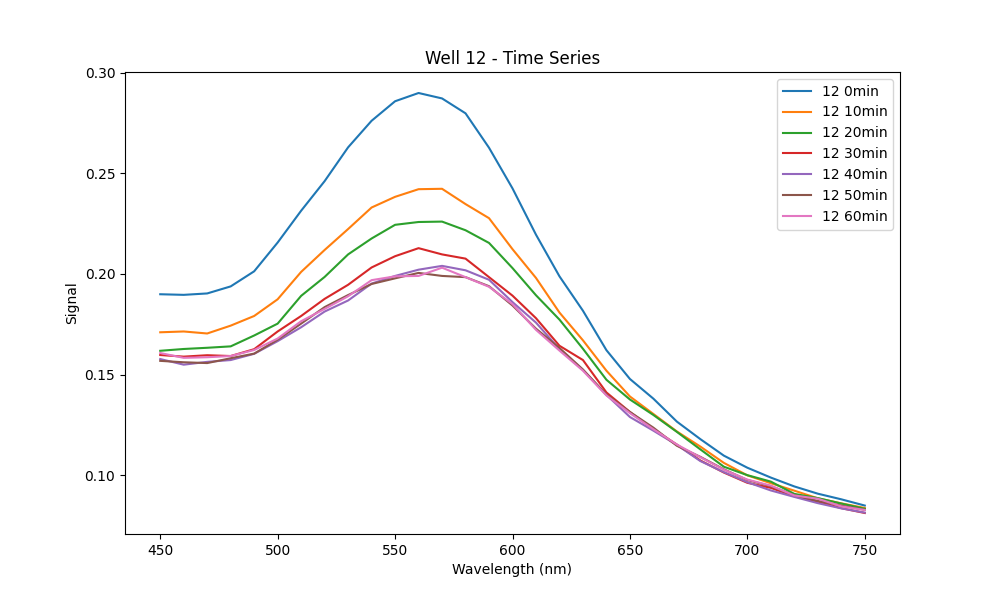 Well 12 - Time Series
Signal
0.30
0.25
0.20
0.15
0.10
12 0min
12 10min
12 20min
12 30min
12 40min
12 50min
12 60min
450 500 550 600 650 700 750
Wavelength (nm)